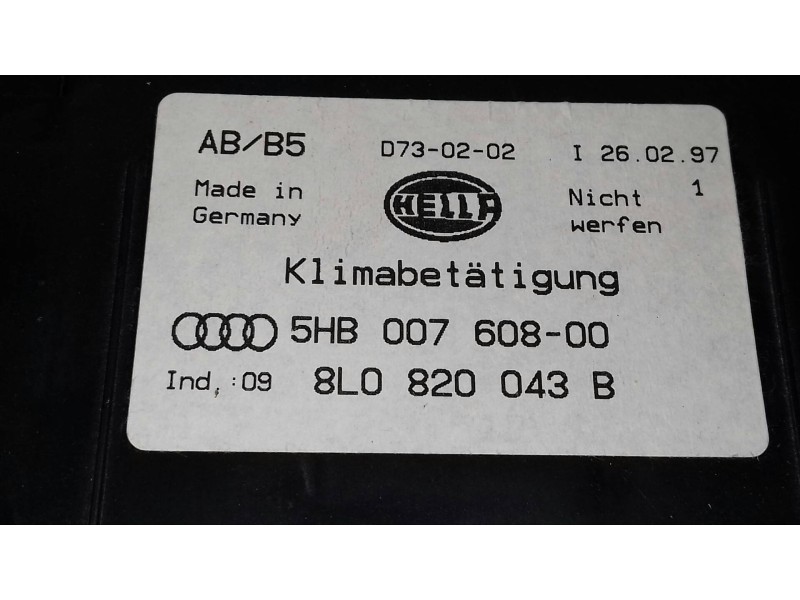 AB/B5 D73-02-02 I 26.02.97
Made in Germany
HELLA
Nicht werfen
1
Klimabetätigung
5HB 007 608-00
Ind,:09 8L0 820 043 B